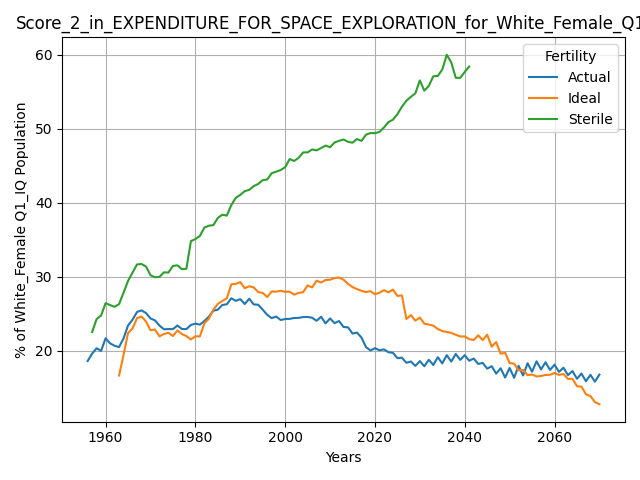 Score_2_in_EXPENDITURE_FOR_SPACE_EXPLORATION_for_White_Female_Q1
Fertility
Actual
Ideal
Sterile
% of White_Female Q1_IQ Population
60
50
40
30
20
1960
1980
2000
2020
2040
2060
Years